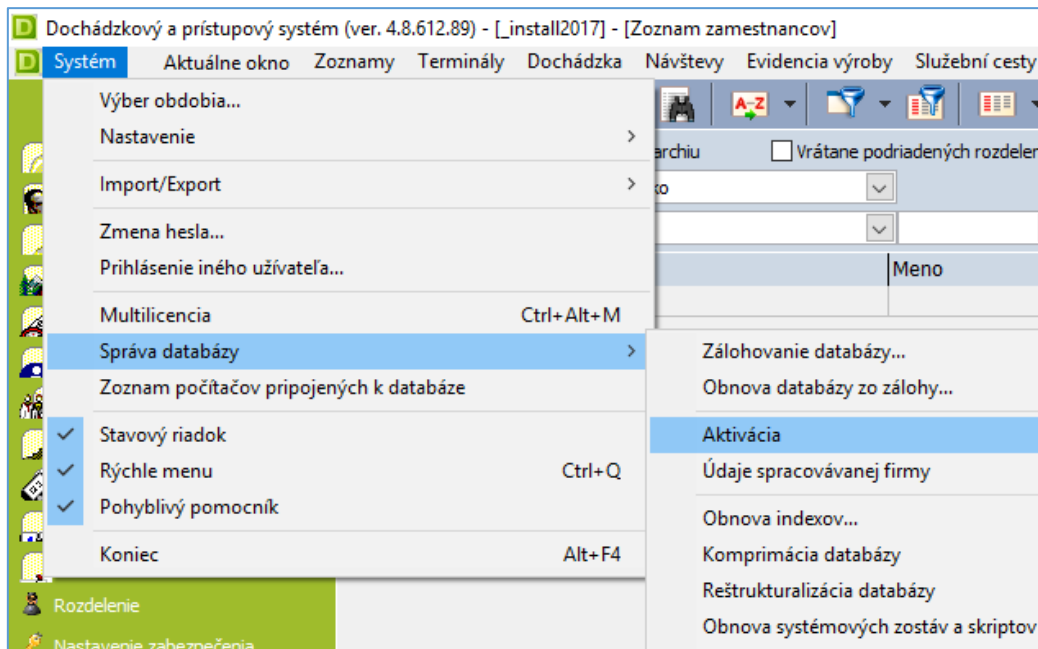 Dochádzkový a prístupový systém (ver. 4.8.612.89) - [_install2017] - [Zoznam zamestnancov]
Systém Aktuálne okno Zoznamy Terminály Dochádzka Návštevy Evidencia výroby Služební cesty
Výber obdobia...
Nastavenie
Import/Export
Zmena hesla...
Prihlásenie iného užívateľa...
Multilicencia Ctrl+Alt+M
Správa databázy
Zoznam počítačov pripojených k databáze
Stavový riadok
Rýchle menu Ctrl+Q
Pohyblivý pomocník
Koniec Alt+F4
A-Z
Vrátane podriadených
Meno
Zálohovanie databázy...
Obnova databázy zo zálohy...
Aktivácia
Údaje spracovávanej firmy
Obnova indexov...
Komprimácia databázy
Reštrukturalizácia databázy
Obnova systémových zostáv a skriptov
Rozdelenie
Nastavenie zabezpečenia